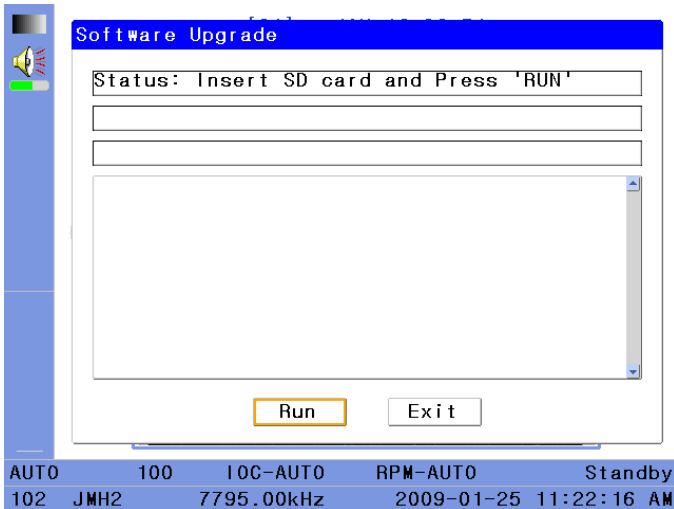 Software Upgrade
Status: Insert SD card and Press 'RUN'
Run Exit
AUTO 100 IOC-AUTO RPM-AUTO Standby
102 JMH2 7795.00kHz 2009-01-25 11:22:16 AM